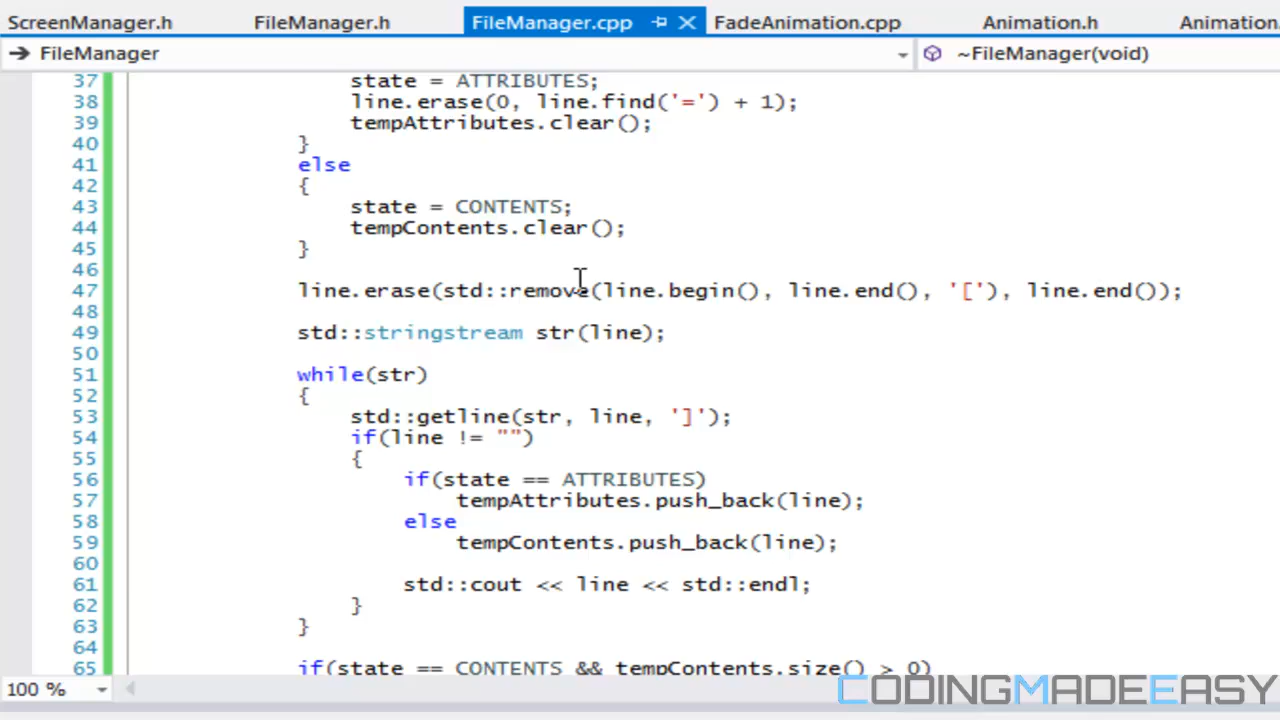 ScreenManager.h FileManager.h FileManager.cpp FadeAnimation.cpp Animation.h Animation.
FileManager ~FileManager(void)
37 state = ATTRIBUTES;
38 line.erase(0, line.find('=') + 1);
39 tempAttributes.clear();
40 }
41 else
42 {
43 state = CONTENTS;
44 tempContents.clear();
45 }
46
47 line.erase(std::remove(line.begin(), line.end(), '['), line.end());
48
49 std::stringstream str(line);
50
51 while(str)
52 {
53 std::getline(str, line, ']');
54 if(line != "")
55 {
56 if(state == ATTRIBUTES)
57 tempAttributes.push_back(line);
58 else
59 tempContents.push_back(line);
60
61 std::cout << line << std::endl;
62 }
63 }
64
65 if(state == CONTENTS && tempContents.size() > 0)
100 %
CODINGMADEEASY